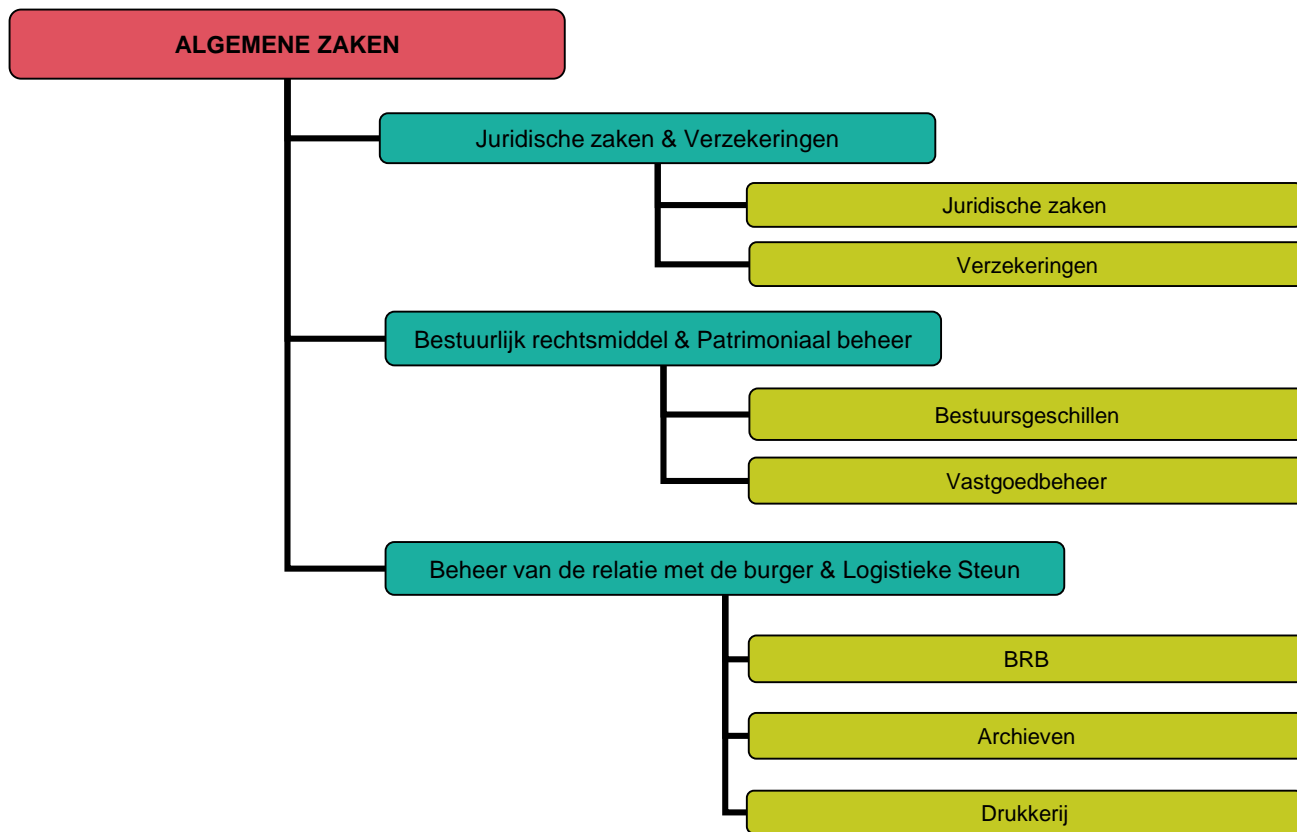 ALGEMENE ZAKEN
Juridische zaken & Verzekeringen
Juridische zaken
Verzekeringen
Bestuurlijk rechtsmiddel & Patrimoniaal beheer
Bestuursgeschillen
Vastgoedbeheer
Beheer van de relatie met de burger & Logistieke Steun
BRB
Archieven
Drukkerij